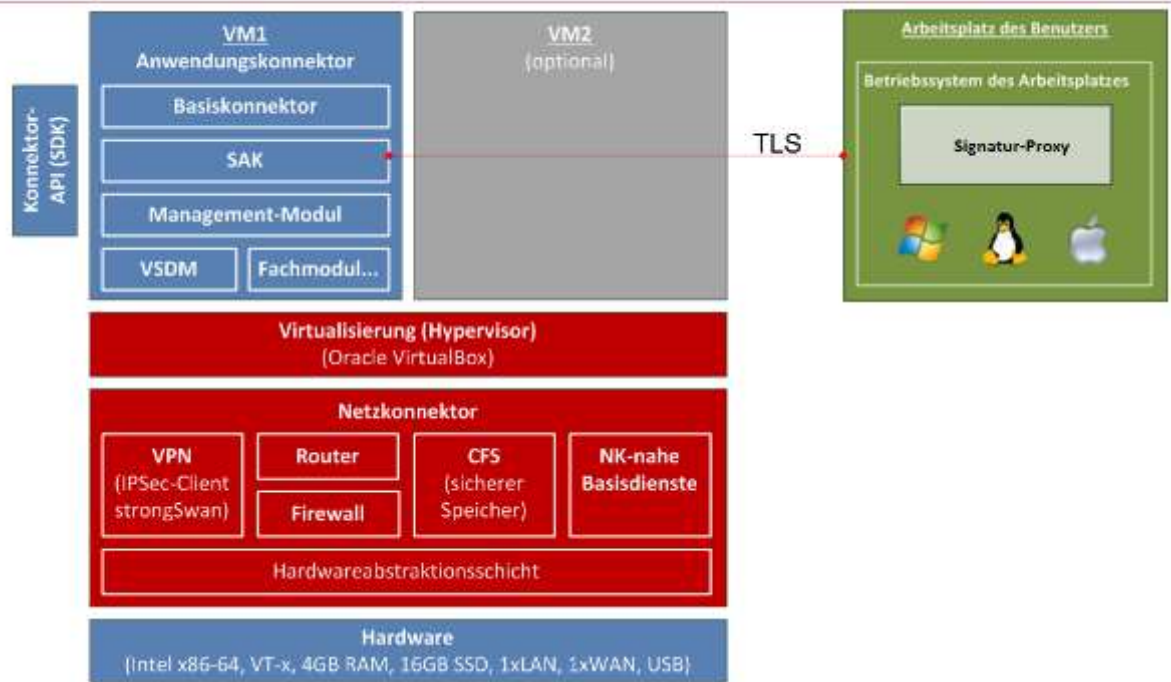 Konnektor-
API (SDK)
VM1
Anwendungskonnektor
Basiskonnektor
SAK
Management-Modul
VSDM
Fachmodul...
VM2
(optional)
TLS
Arbeitsplatz des Benutzers
Betriebssystem des Arbeitsplatzes
Signatur-Proxy
Virtualisierung (Hypervisor)
(Oracle VirtualBox)
Netzkonnektor
VPN
(IPSec-Client
strongSwan)
Router
Firewall
CFS
(sicherer
Speicher)
NK-nahe
Basisdienste
Hardwareabstraktionsschicht
Hardware
(Intel x86-64, VT-x, 4GB RAM, 16GB SSD, 1xLAN, 1xWAN, USB)